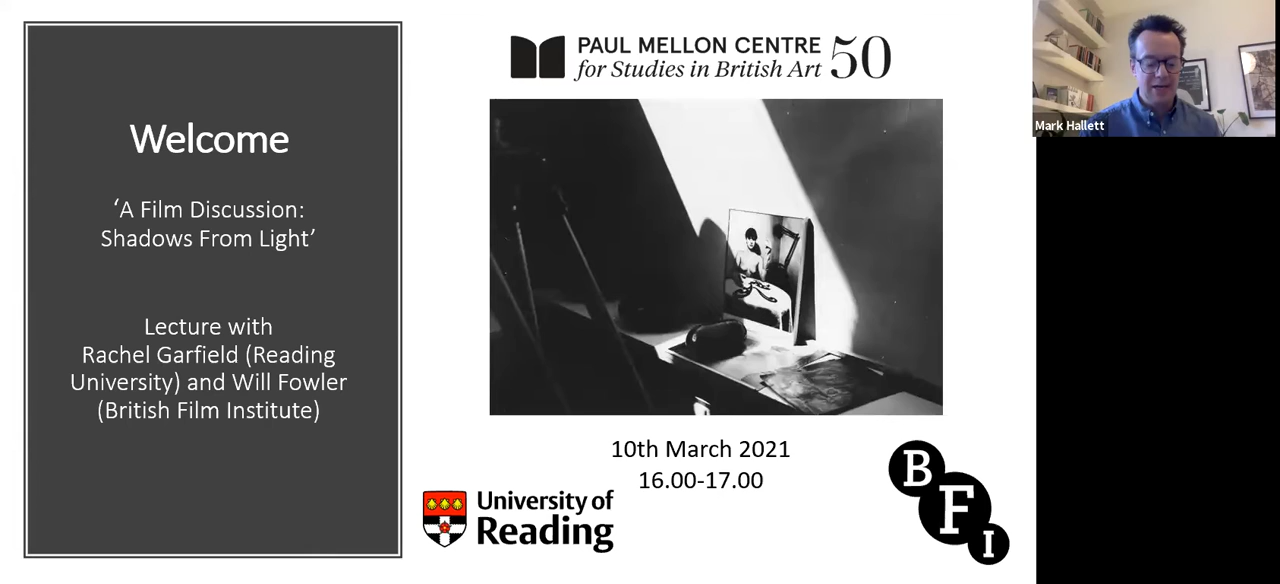 Welcome
‘A Film Discussion:
Shadows From Light’
Lecture with
Rachel Garfield (Reading
University) and Will Fowler
(British Film Institute)
PAUL MELLON CENTRE
for Studies in British Art 50
10th March 2021
16.00-17.00
University of
Reading
BFI
Mark Hallett